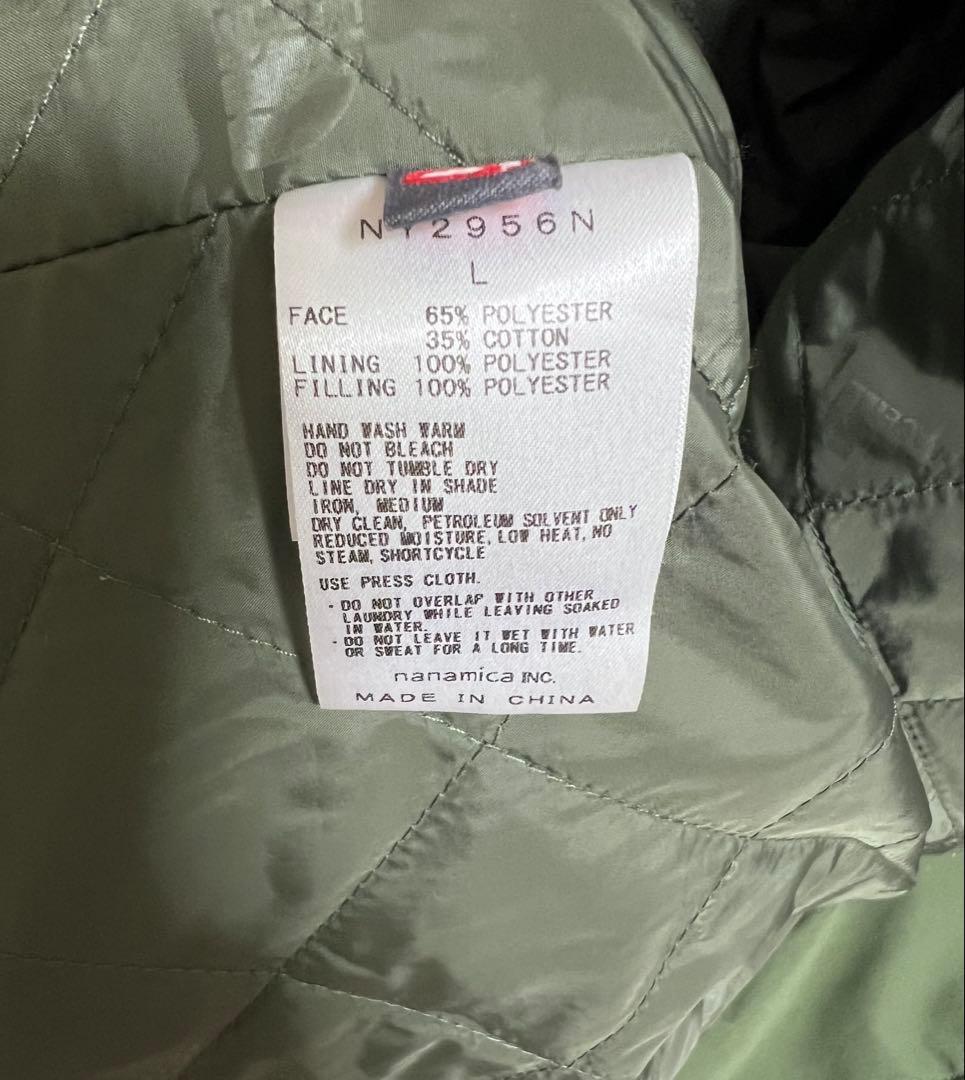 NY2956N
L
FACE 65% POLYESTER
35% COTTON
LINING 100% POLYESTER
FILLING 100% POLYESTER
HAND WASH WARM
DO NOT BLEACH
DO NOT TUMBLE DRY
LINE DRY IN SHADE
IRON, MEDIUM
DRY CLEAN, PETROLEUM SOLVENT ONLY
REDUCED MOISTURE, LOW HEAT, NO
STEAM, SHORTCYCLE
USE PRESS CLOTH.
· DO NOT OVERLAP WITH OTHER
LAUNDRY WHILE LEAVING SOAKED
IN WATER.
· DO NOT LEAVE IT WET WITH WATER
OR SWEAT FOR A LONG TIME.
nanamica INC.
MADE IN CHINA